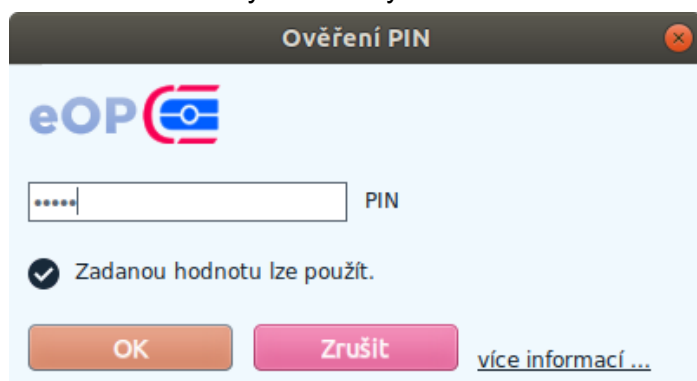 Ověření PIN
eOP
••••• PIN
Zadanou hodnotu lze použít.
OK Zrušit více informací ...